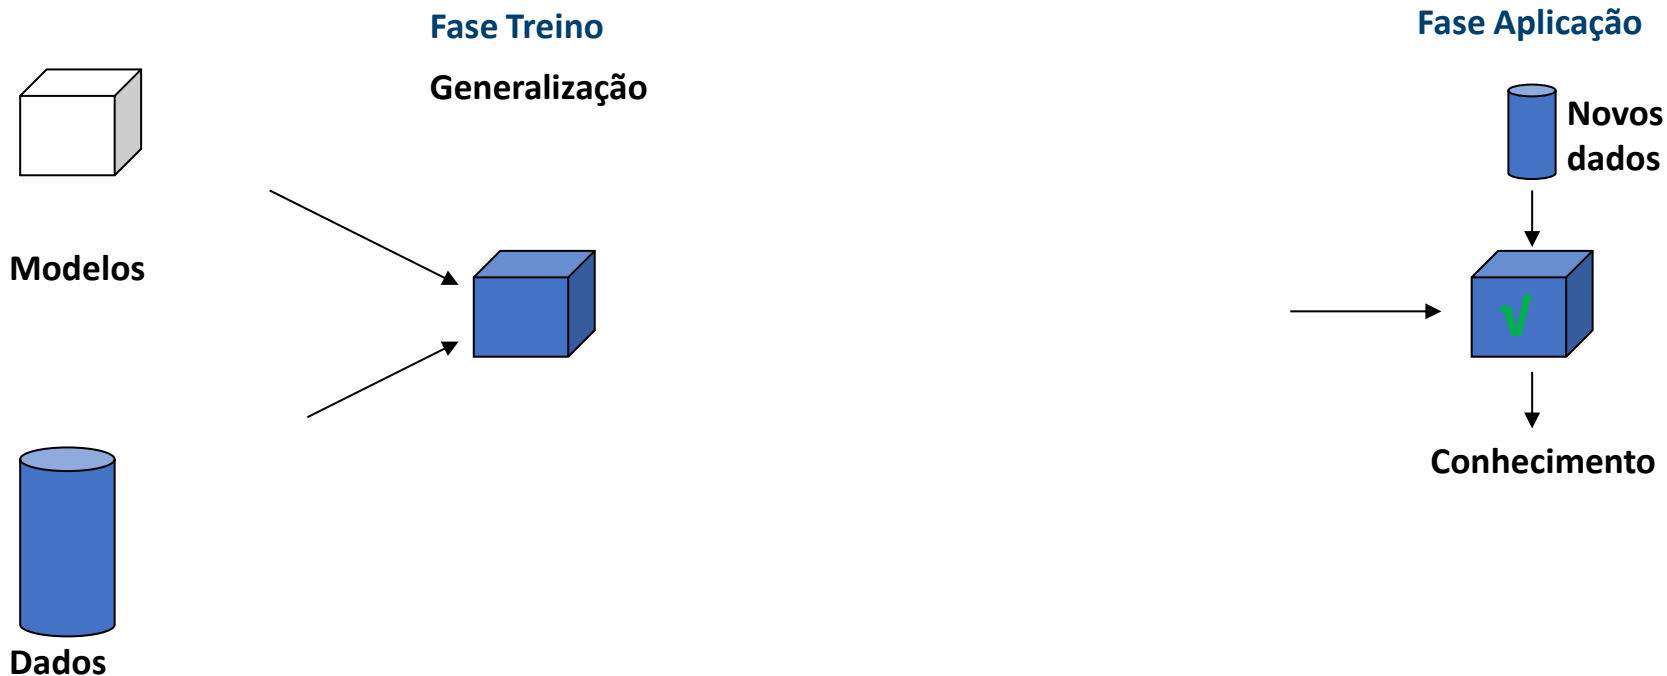 Fase Treino
Generalização
Modelos
Dados
Fase Aplicação
Novos
dados
√
Conhecimento